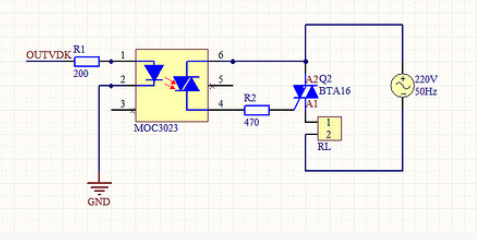 OUTVDK
R1
200
1
2
3
6
5
4
MOC3023
R2
470
A2
Q2
BTA16
A1
1
2
RL
220V
50Hz
GND